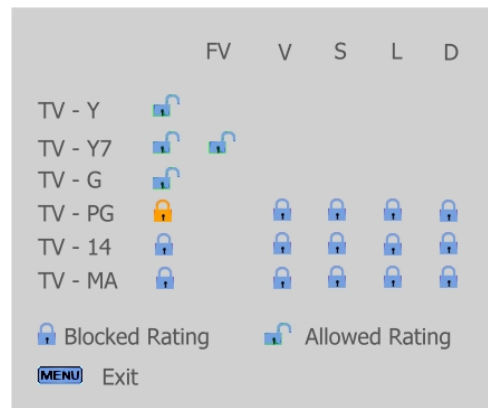 FV V S L D
TV - Y
TV - Y7
TV - G
TV - PG
TV - 14
TV - MA
Blocked Rating Allowed Rating
MENU Exit